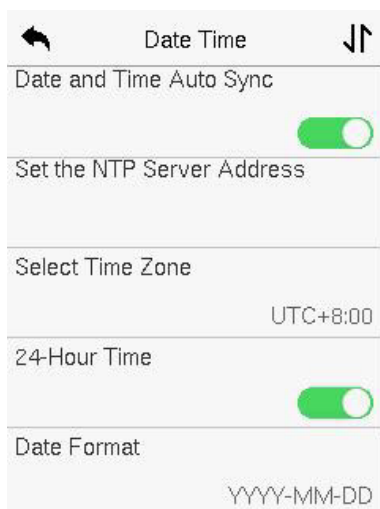 Date Time
Date and Time Auto Sync
Set the NTP Server Address
Select Time Zone
UTC+8:00
24-Hour Time
Date Format
YYYY-MM-DD